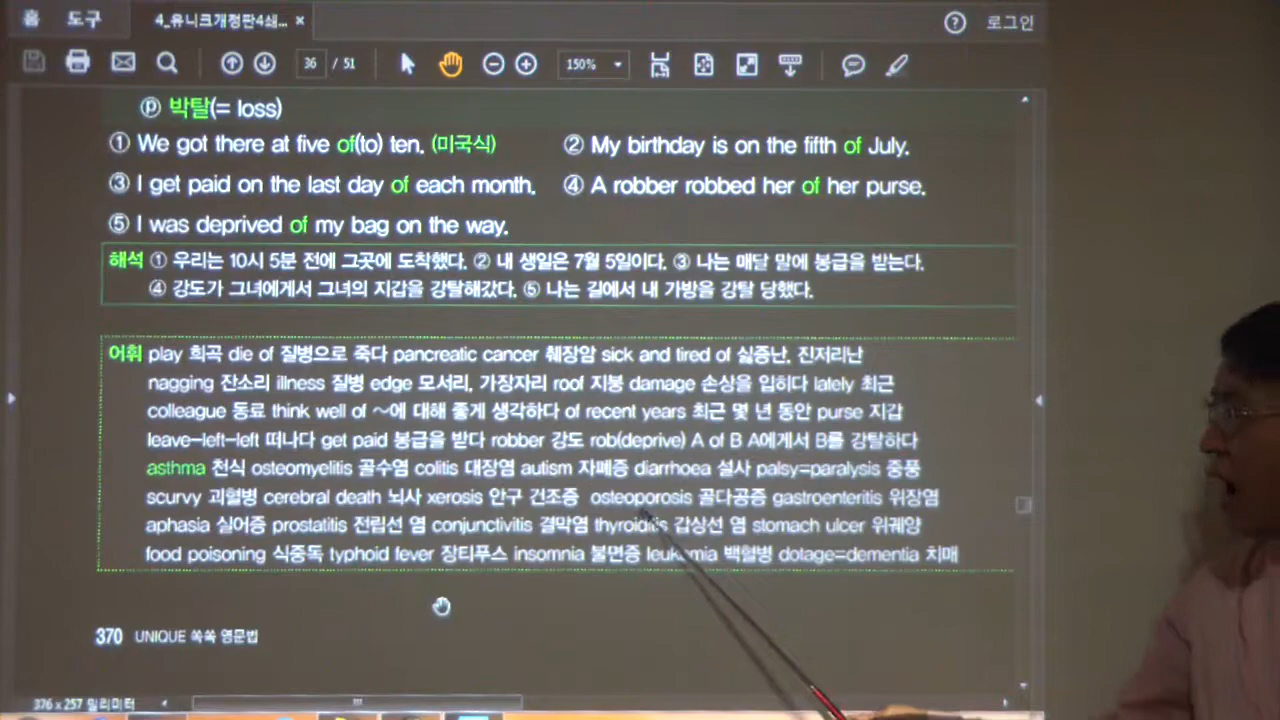 홈 도구 4_유니크개정판4쇄... × ? 로그인
36 / 51 150%
ⓟ 박탈(= loss)
① We got there at five of(to) ten. (미국식) ② My birthday is on the fifth of July.
③ I get paid on the last day of each month. ④ A robber robbed her of her purse.
⑤ I was deprived of my bag on the way.
해석 ① 우리는 10시 5분 전에 그곳에 도착했다. ② 내 생일은 7월 5일이다. ③ 나는 매달 말에 봉급을 받는다.
④ 강도가 그녀에게서 그녀의 지갑을 강탈해갔다. ⑤ 나는 길에서 내 가방을 강탈 당했다.
어휘 play 희곡 die of 질병으로 죽다 pancreatic cancer 췌장암 sick and tired of 싫증난, 진저리난
nagging 잔소리 illness 질병 edge 모서리, 가장자리 roof 지붕 damage 손상을 입히다 lately 최근
colleague 동료 think well of ~에 대해 좋게 생각하다 of recent years 최근 몇 년 동안 purse 지갑
leave-left-left 떠나다 get paid 봉급을 받다 robber 강도 rob(deprive) A of B A에게서 B를 강탈하다
asthma 천식 osteomyelitis 골수염 colitis 대장염 autism 자폐증 diarrhoea 설사 palsy=paralysis 중풍
scurvy 괴혈병 cerebral death 뇌사 xerosis 안구 건조증 osteoporosis 골다공증 gastroenteritis 위장염
aphasia 실어증 prostatitis 전립선 염 conjunctivitis 결막염 thyroiditis 갑상선 염 stomach ulcer 위궤양
food poisoning 식중독 typhoid fever 장티푸스 insomnia 불면증 leukemia 백혈병 dotage=dementia 치매
370 UNIQUE 쏙쏙 영문법
376 x 257 밀리미터